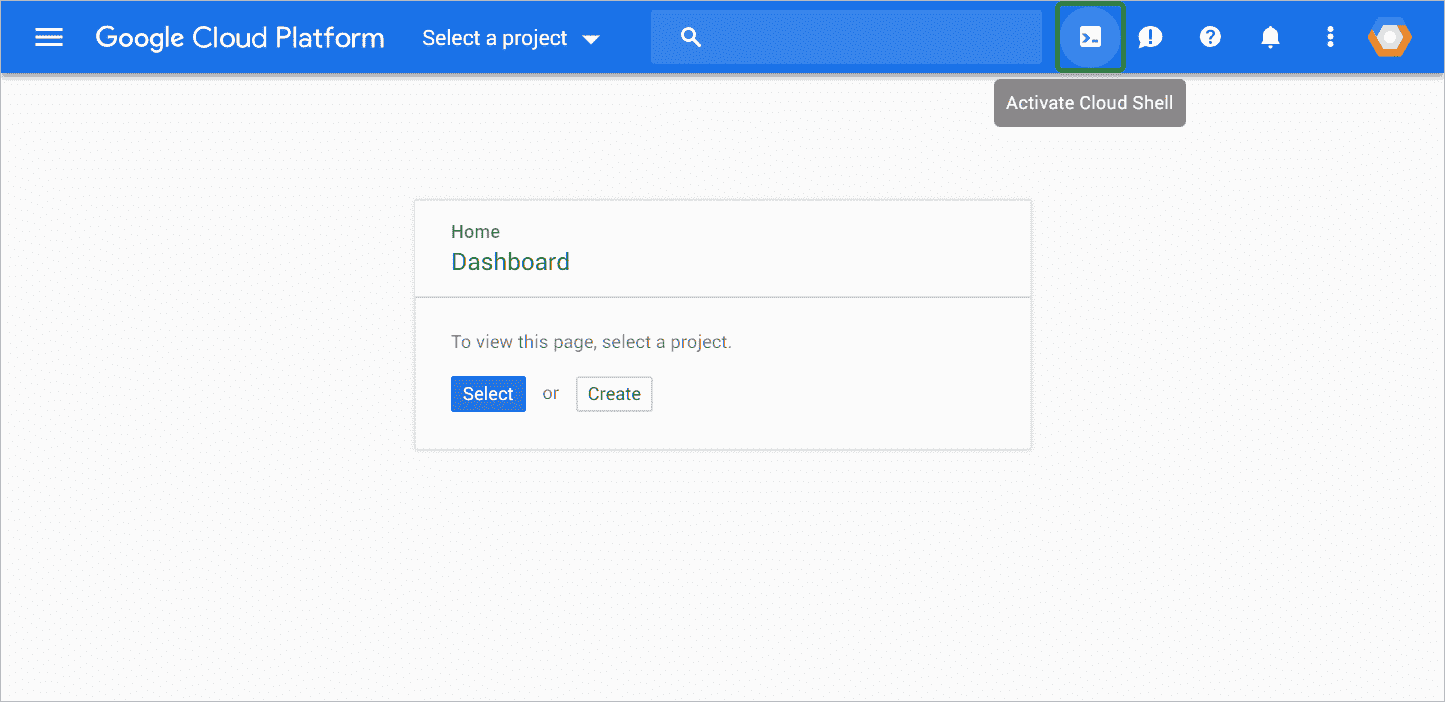 Google Cloud Platform Select a project
Activate Cloud Shell
Home
Dashboard
To view this page, select a project.
Select or Create